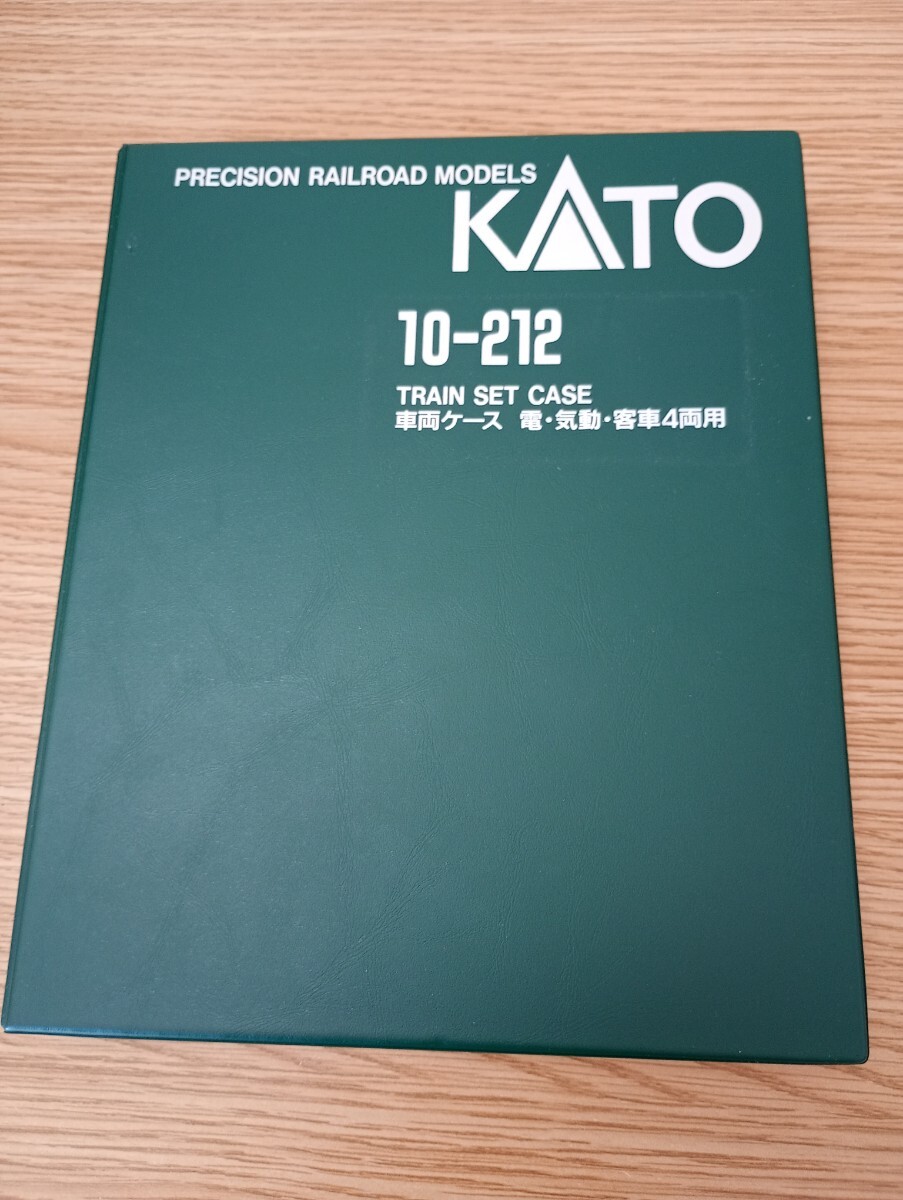 PRECISION RAILROAD MODELS
KATO
10-212
TRAIN SET CASE
車両ケース 電・気動・客車4両用